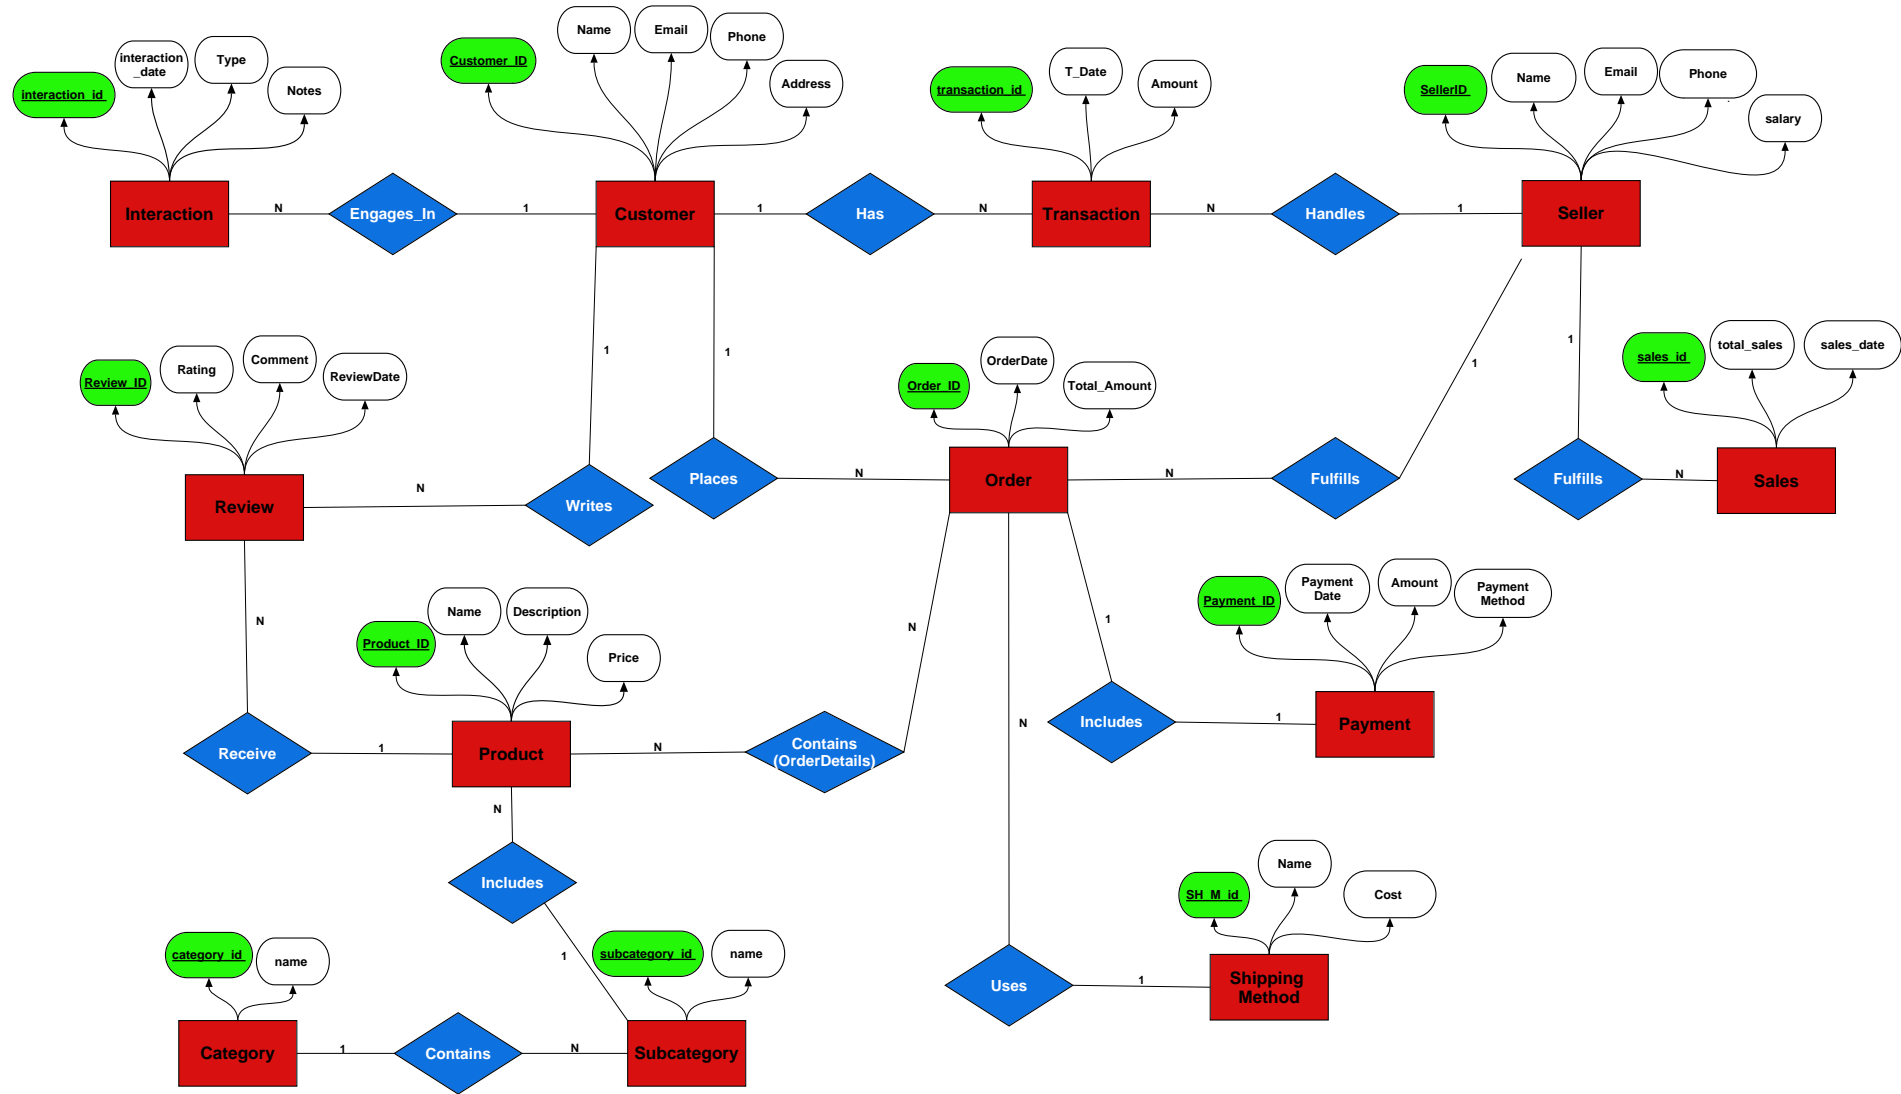 Name
Email
Phone
Customer_ID
Address
interaction
_date
Type
Notes
interaction_id
T_Date
Amount
transaction_id
SellerID
Name
Email
Phone
salary
Interaction
N
Engages_In
1
Customer
1
Has
N
Transaction
N
Handles
1
Seller
1
1
1
1
Review_ID
Rating
Comment
ReviewDate
Order_ID
OrderDate
Total_Amount
sales_id
total_sales
sales_date
Review
N
Writes
Places
N
Order
N
Fulfills
Fulfills
N
Sales
N
Product_ID
Name
Description
Price
N
1
Payment_ID
Payment
Date
Amount
Payment
Method
Receive
1
Product
N
Contains
(OrderDetails)
N
Includes
1
Payment
N
Includes
1
SH_M_id
Name
Cost
category_id
name
subcategory_id
name
Uses
1
Shipping
Method
Category
1
Contains
N
Subcategory